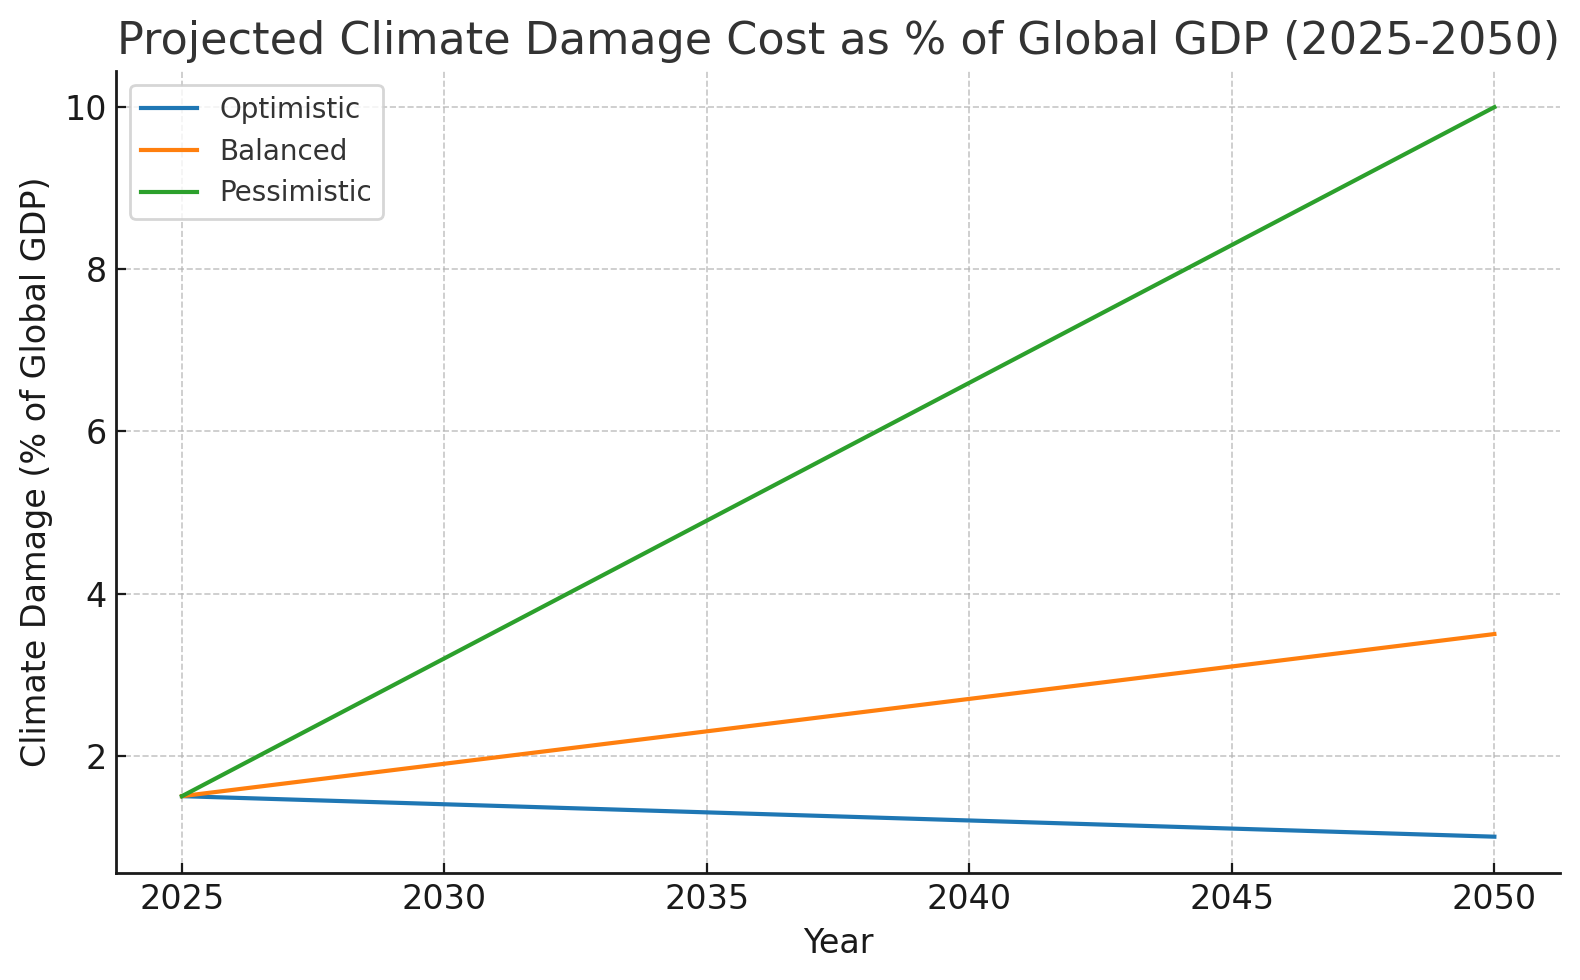 Projected Climate Damage Cost as % of Global GDP (2025-2050)
Optimistic
Balanced
Pessimistic
Climate Damage (% of Global GDP)
10
8
6
4
2
2025 2030 2035 2040 2045 2050
Year